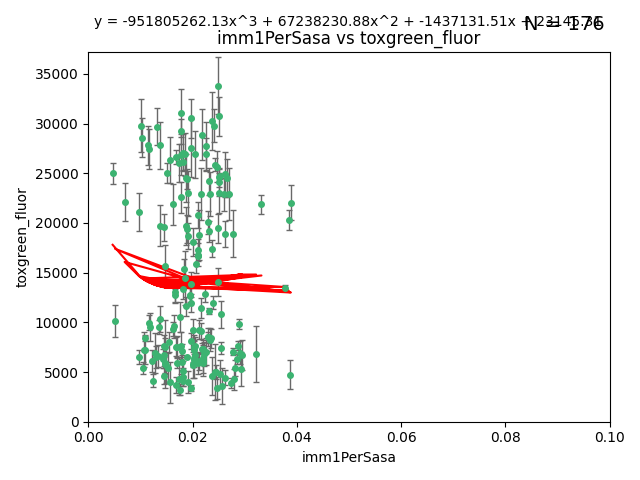 y = -951805262.13x^3 + 67238230.88x^2 + -1437131.51x +
N = 176
imm1PerSasa vs toxgreen_fluor
35000
30000
25000
20000
15000
10000
5000
0
toxgreen_fluor
0.00 0.02 0.04 0.06 0.08 0.10
imm1PerSasa